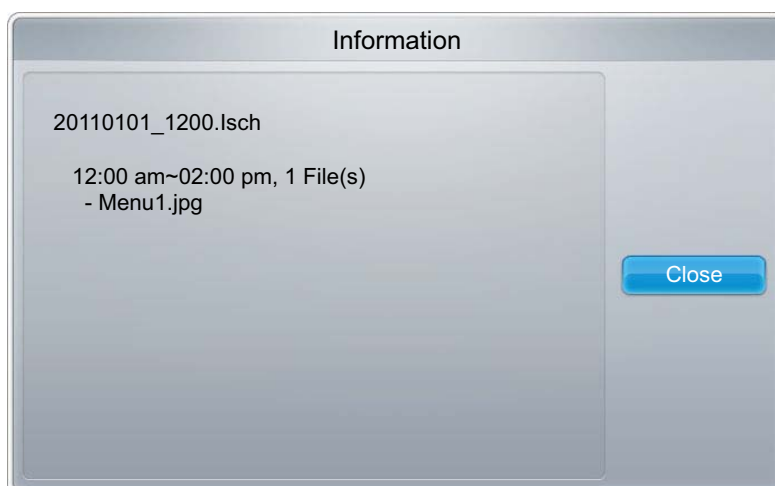 Information
20110101_1200.lsch
12:00 am~02:00 pm, 1 File(s)
- Menu1.jpg
Close